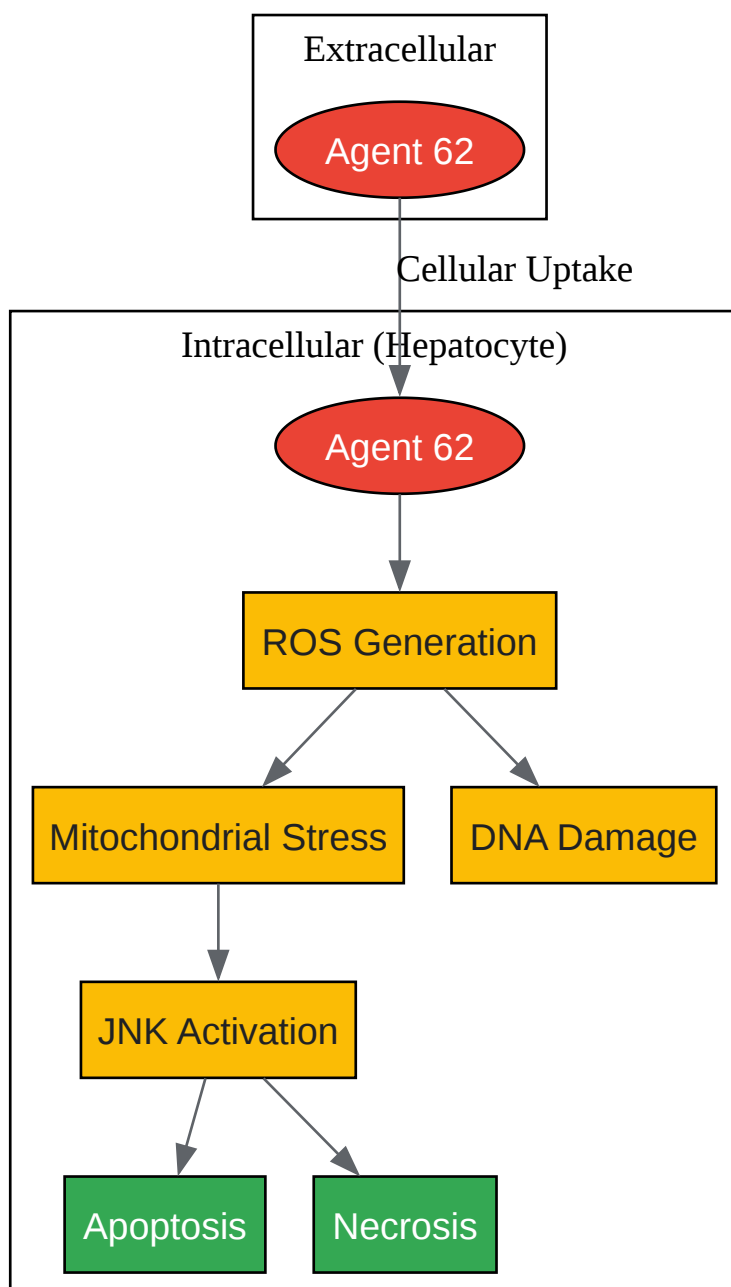 Extracellular
Agent 62
Cellular Uptake
Intracellular (Hepatocyte)
Agent 62
ROS Generation
Mitochondrial Stress
DNA Damage
JNK Activation
Apoptosis
Necrosis